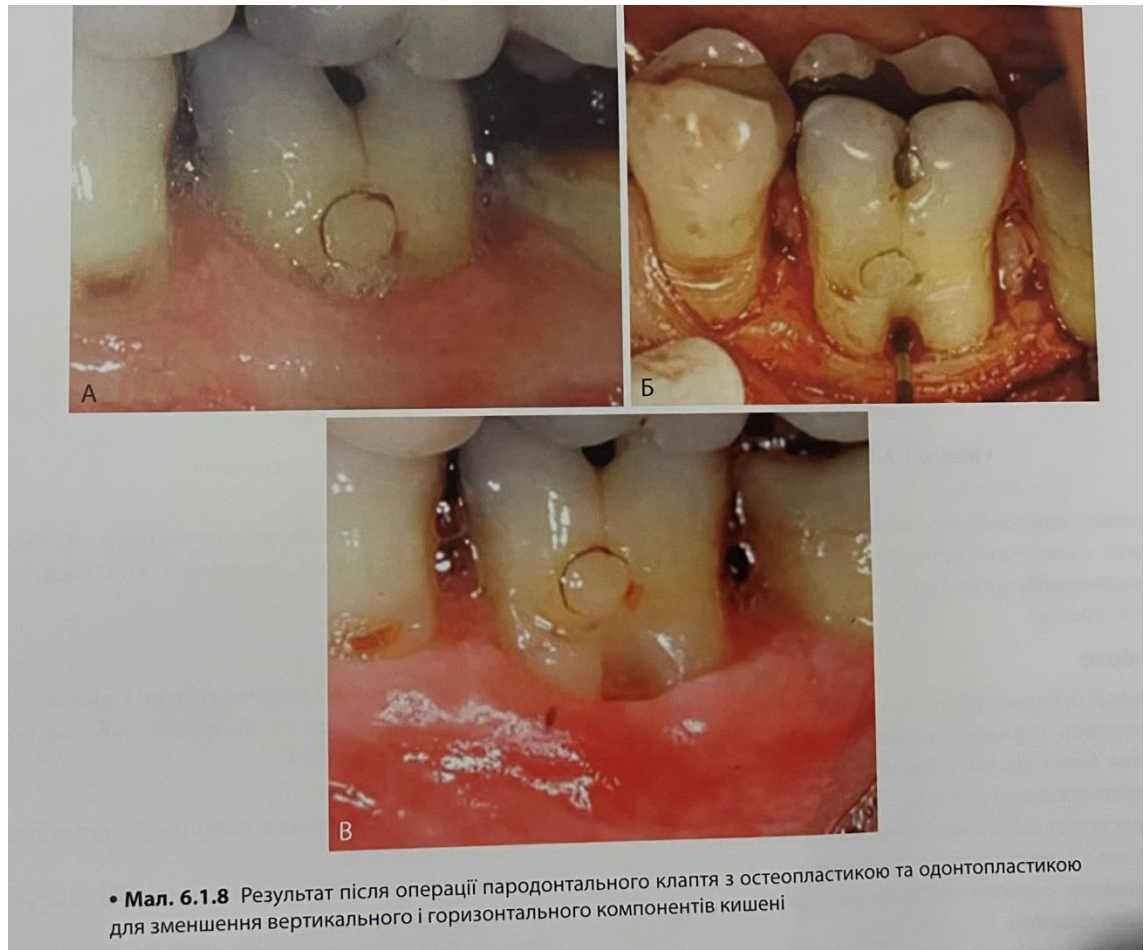 А
Б
В
• Мал. 6.1.8 Результат після операції пародонтального клаптя з остеопластикою та одонтопластикою
для зменшення вертикального і горизонтального компонентів кишені